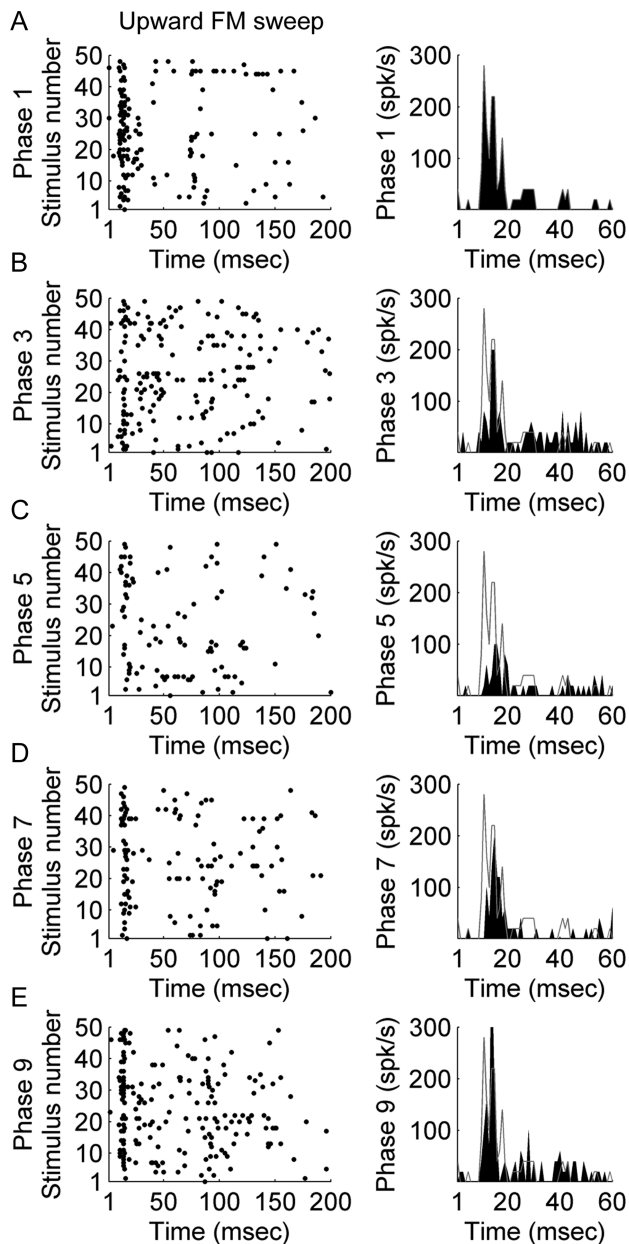 A
Upward FM sweep
Phase 1
Stimulus number
50
40
30
20
10
1
1 50 100 150 200
Time (msec)
Phase 1 (spk/s)
300
200
100
1 20 40 60
Time (msec)
B
Phase 3
Stimulus number
50
40
30
20
10
1
1 50 100 150 200
Time (msec)
Phase 3 (spk/s)
300
200
100
1 20 40 60
Time (msec)
C
Phase 5
Stimulus number
50
40
30
20
10
1
1 50 100 150 200
Time (msec)
Phase 5 (spk/s)
300
200
100
1 20 40 60
Time (msec)
D
Phase 7
Stimulus number
50
40
30
20
10
1
1 50 100 150 200
Time (msec)
Phase 7 (spk/s)
300
200
100
1 20 40 60
Time (msec)
E
Phase 9
Stimulus number
50
40
30
20
10
1
1 50 100 150 200
Time (msec)
Phase 9 (spk/s)
300
200
100
1 20 40 60
Time (msec)